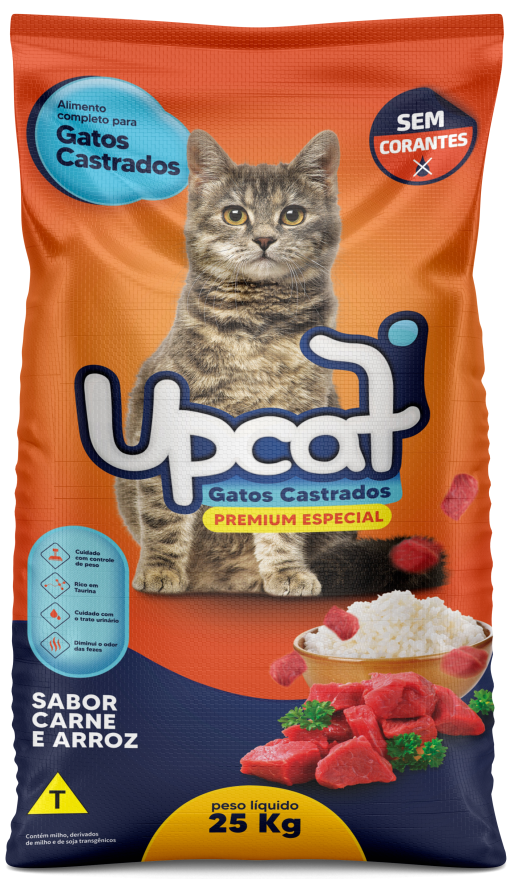 Alimento
completo para
Gatos
Castrados
SEM
CORANTES
Upcat
Gatos Castrados
PREMIUM ESPECIAL
Cuidado
com controle
do peso
Rico em
Taurina
Cuidado com
o trato urinário
Diminui o odor
das fezes
SABOR
CARNE
E ARROZ
T
Contém milho, derivados
de milho e de soja transgênicos
peso líquido
25 Kg